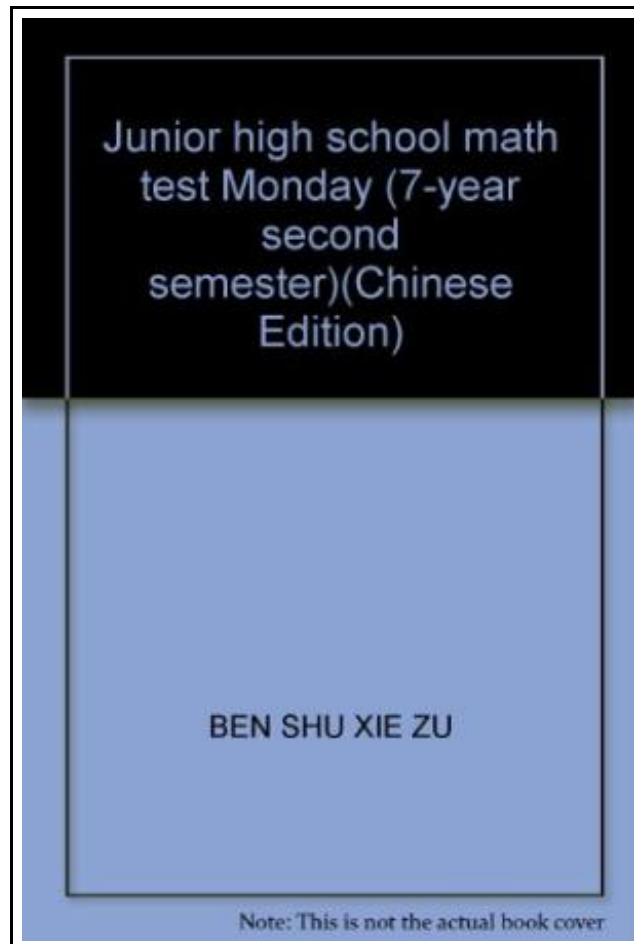 Junior high school math
test Monday (7-year
second
semester)(Chinese
Edition)
BEN SHU XIE ZU
Note: This is not the actual book cover